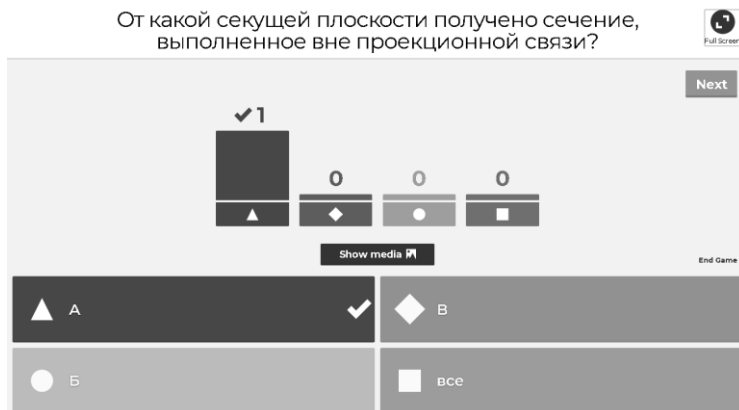 От какой секущей плоскости получено сечение,
выполненное вне проекционной связи?
Full Screen
Next
1
0
0
0
Show media
End Game
А
В
Б
все